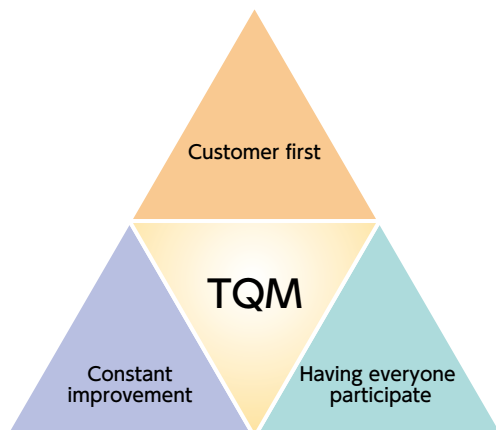 Customer first
TQM
Constant
improvement
Having everyone
participate